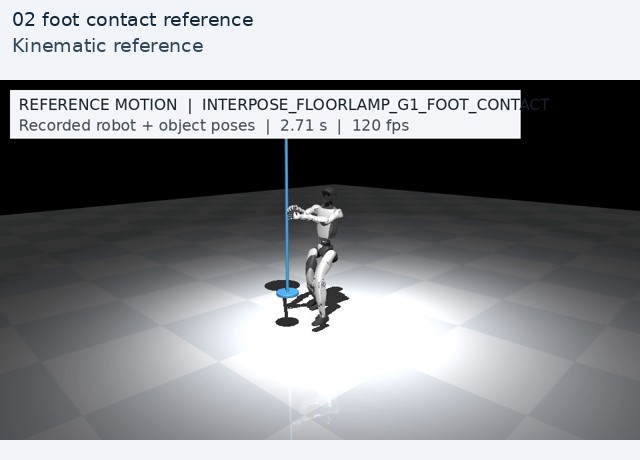 02 foot contact reference
Kinematic reference
REFERENCE MOTION | INTERPOSE_FLOORLAMP_G1_FOOT_CONTACT
Recorded robot + object poses | 2.71 s | 120 fps